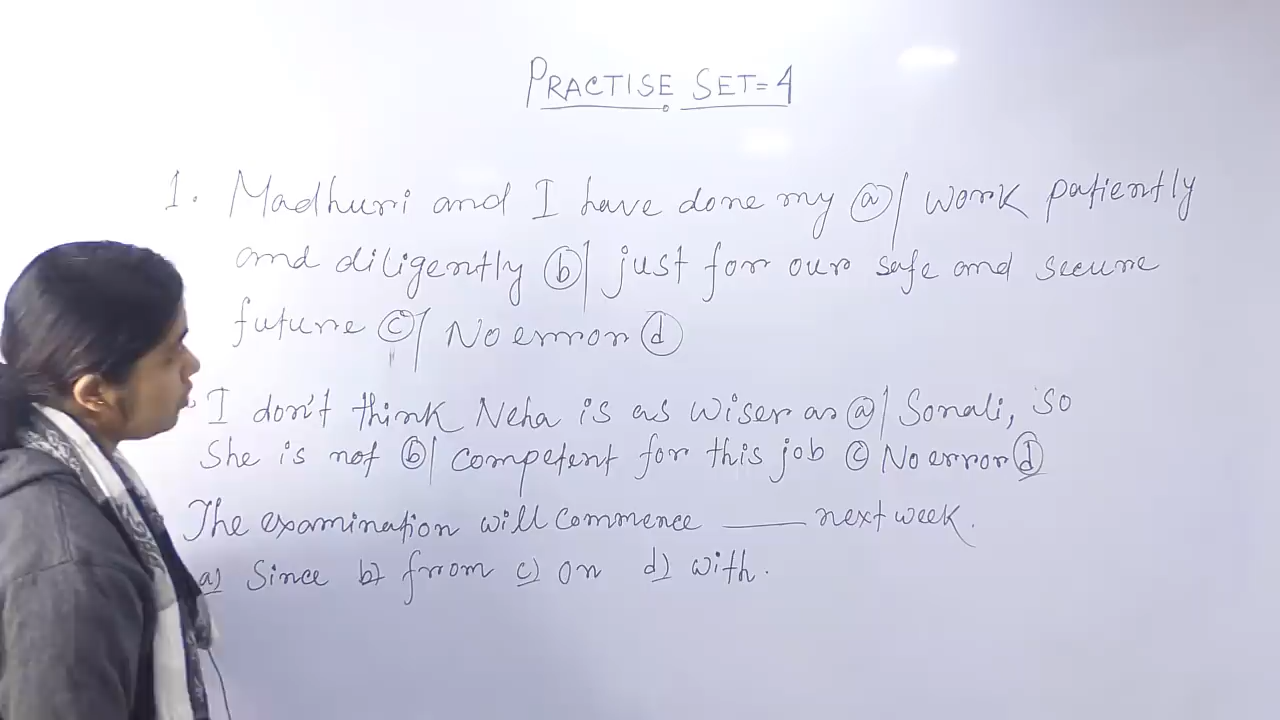 PRACTISE SET=4
1. Madhuri and I have done my ⓐ/ work patiently
and diligently ⓑ/ just for our safe and secure
future ⓒ/ No error ⓓ
I don't think Neha is as wiser as ⓐ/ Sonali, so
She is not ⓑ/ competent for this job ⓒ No error ⓓ
The examination will commence ____ next week.
a) Since b) from c) on d) with.